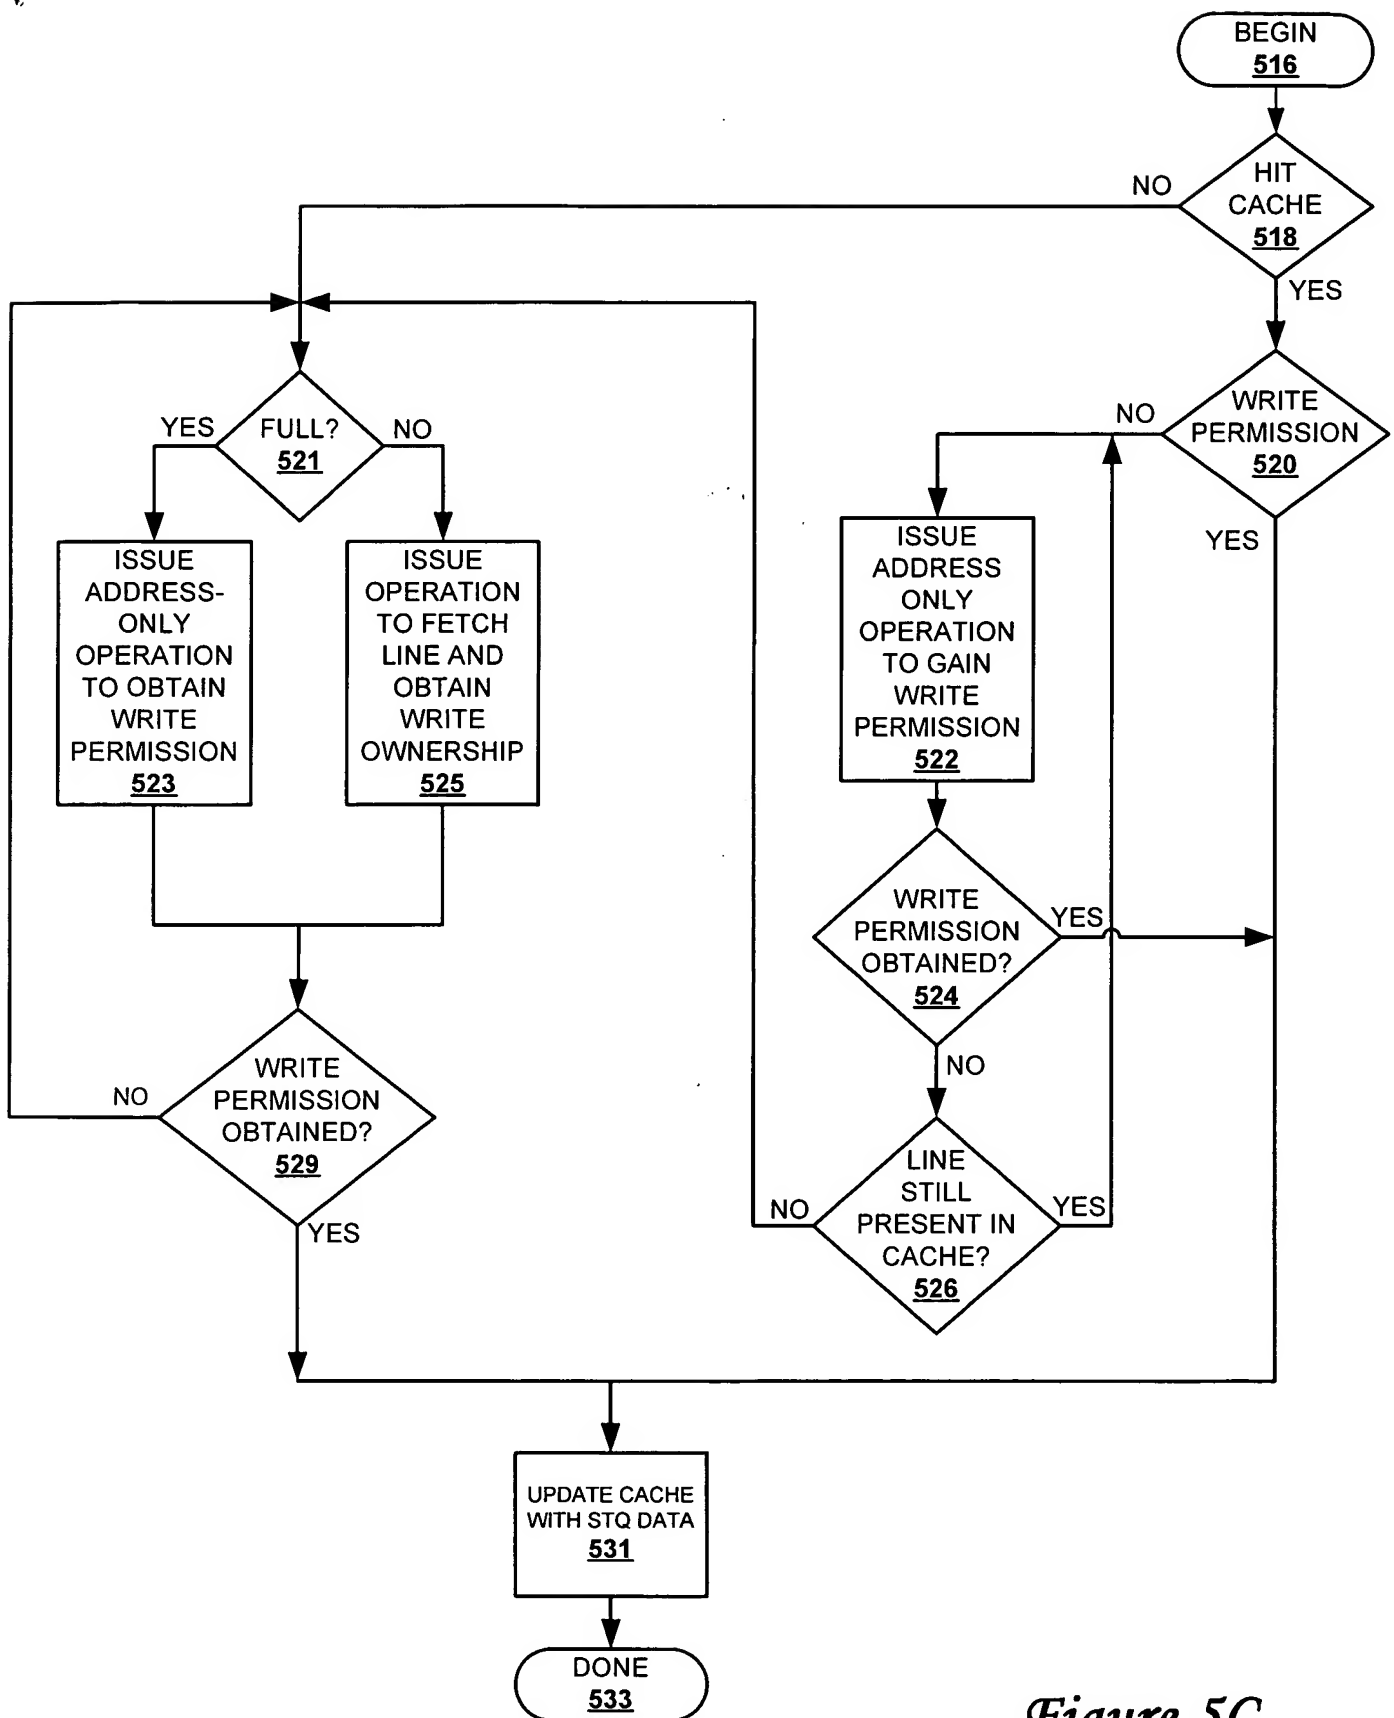 BEGIN
516
HIT
CACHE
518
NO
YES
WRITE
PERMISSION
520
NO
YES
FULL?
521
YES
NO
ISSUE
ADDRESS-
ONLY
OPERATION
TO OBTAIN
WRITE
PERMISSION
523
ISSUE
OPERATION
TO FETCH
LINE AND
OBTAIN
WRITE
OWNERSHIP
525
ISSUE
ADDRESS
ONLY
OPERATION
TO GAIN
WRITE
PERMISSION
522
WRITE
PERMISSION
OBTAINED?
524
YES
NO
WRITE
PERMISSION
OBTAINED?
529
NO
YES
LINE
STILL
PRESENT IN
CACHE?
526
NO
YES
UPDATE CACHE
WITH STQ DATA
531
DONE
533
Figure 5C